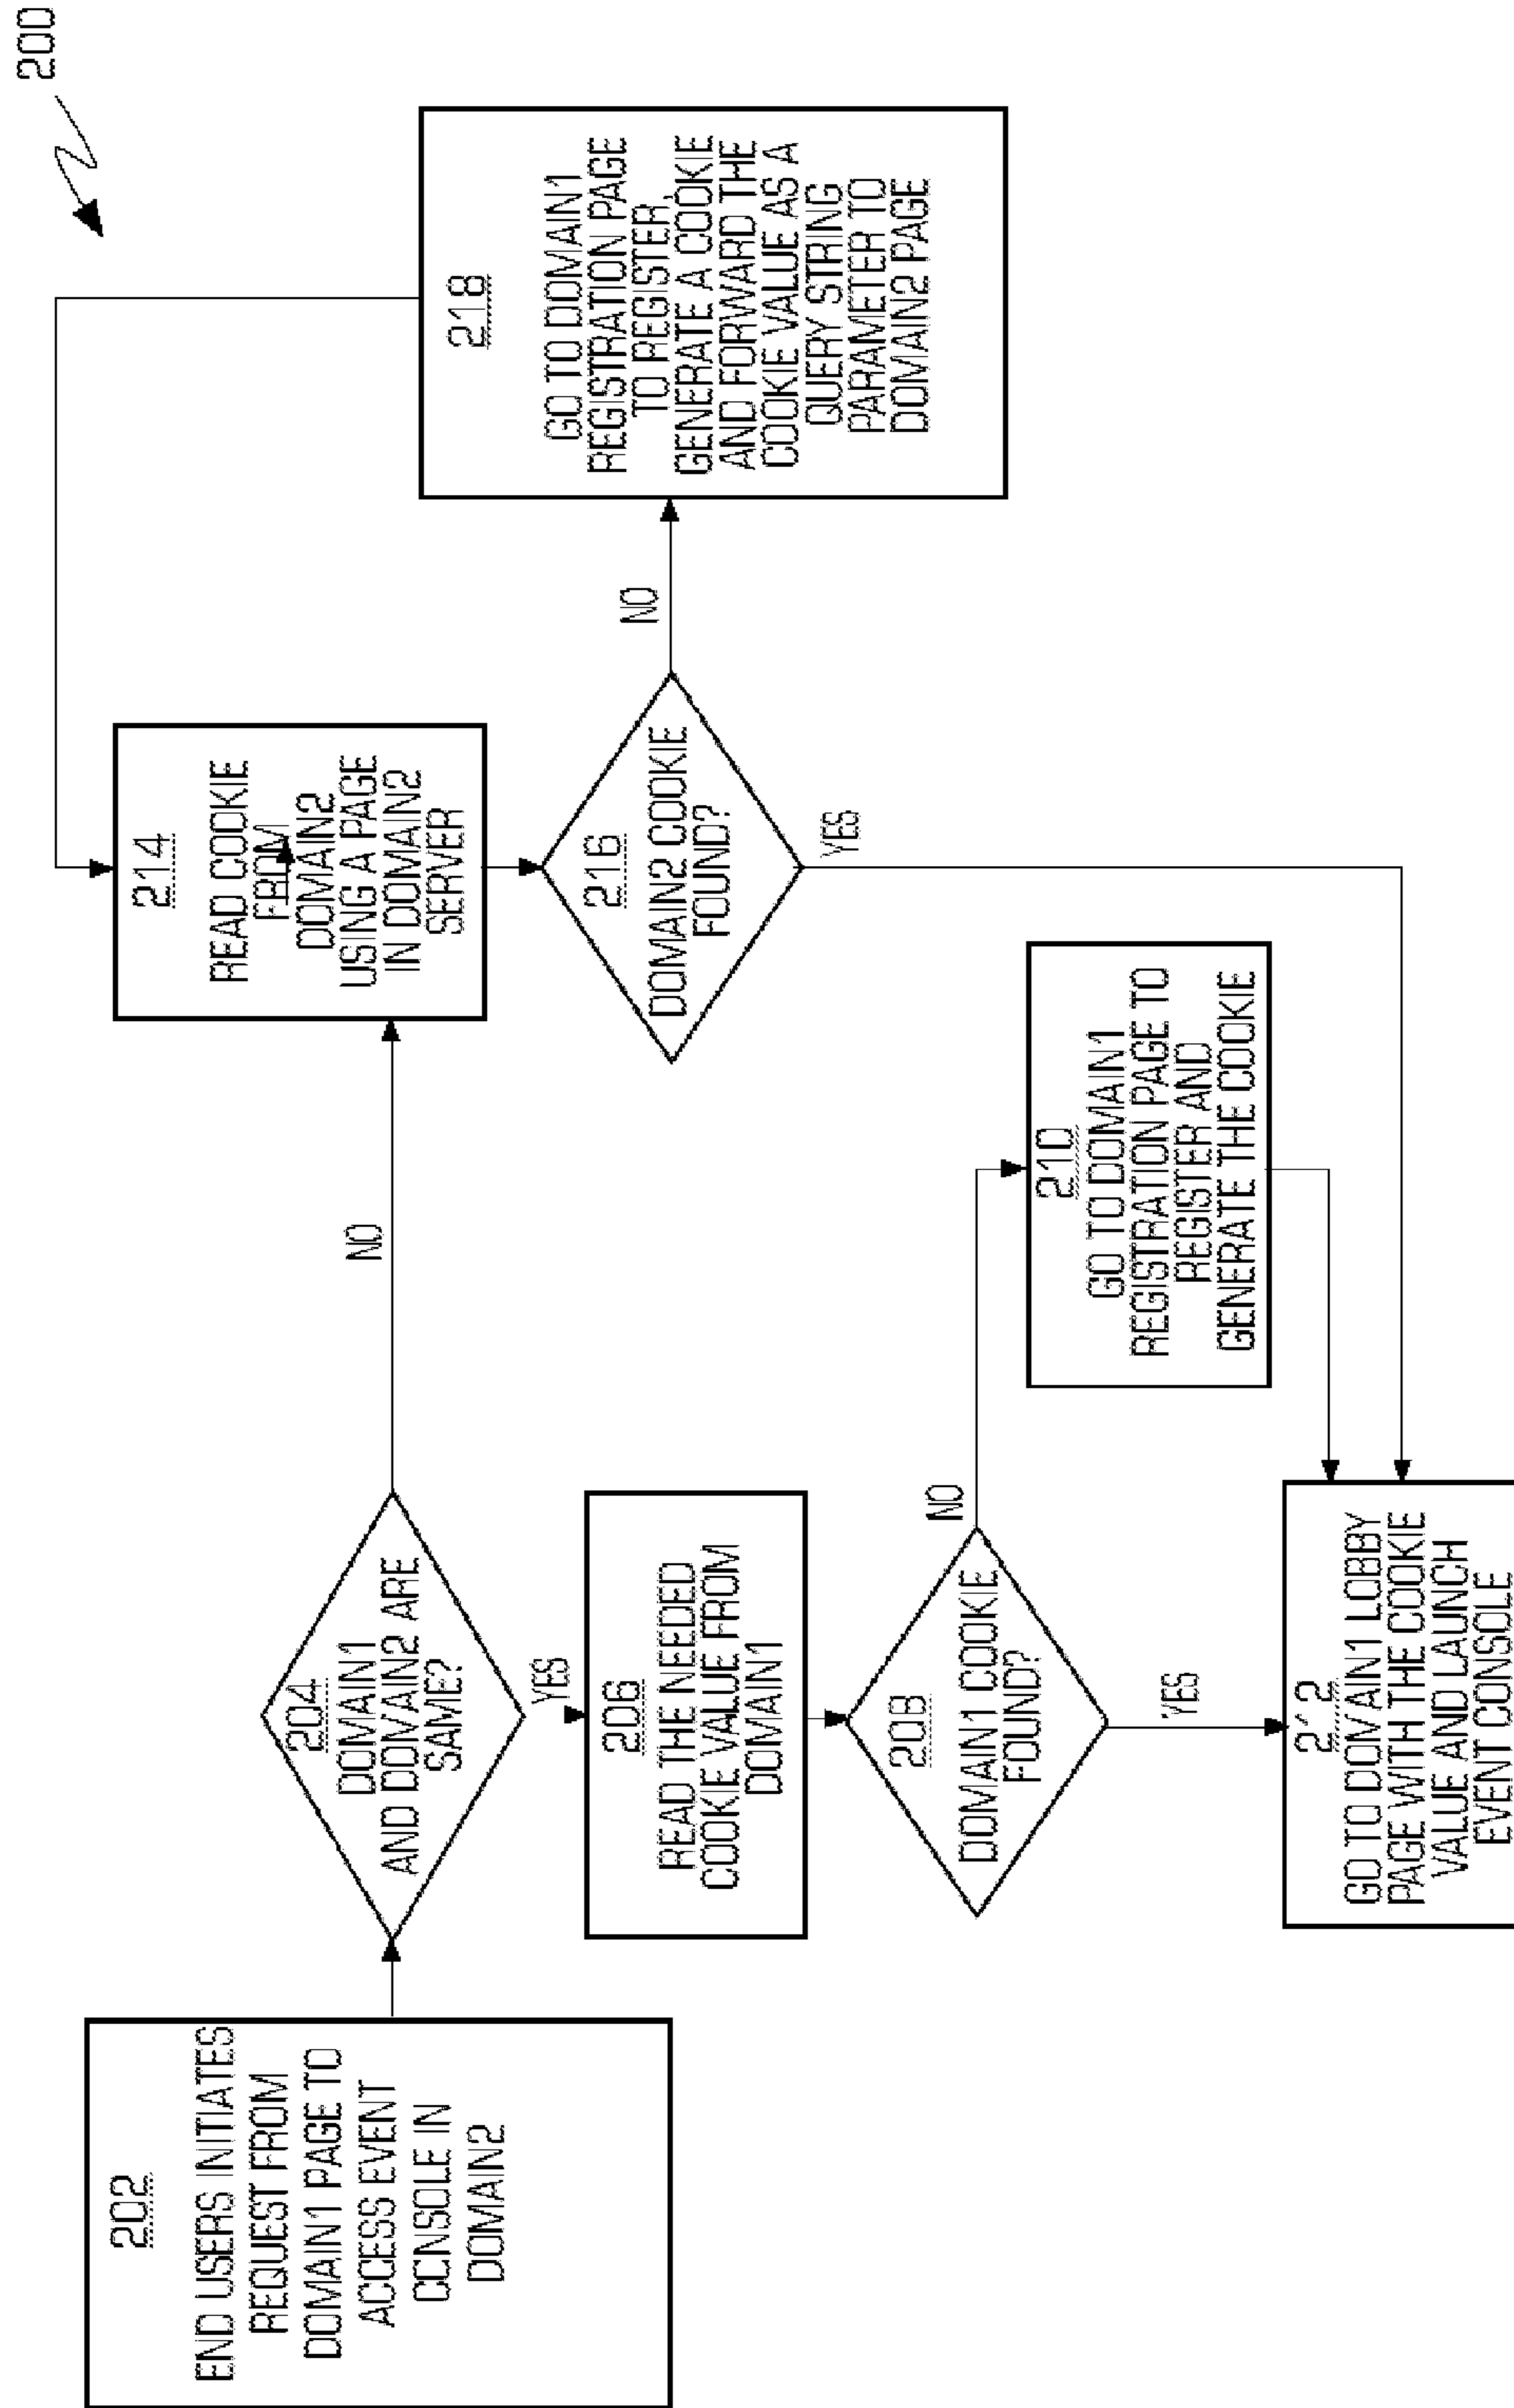 200
202
END USERS INITIATES
REQUEST FROM
DOMAIN1 PAGE TO
ACCESS EVENT
CCNSOLE IN
DOMAIN2
204
DOMAIN1
AND DOMAIN2 ARE
SAME?
YES
NO
206
READ THE NEEDED
COOKIE VALUE FROM
DOMAIN1
208
DOMAIN1 COOKIE
FOUND?
NO
YES
210
GO TO DOMAIN1
REGISTRATION PAGE TO
REGISTER AND
GENERATE THE COOKIE
212
GO TO DOMAIN1 LOBBY
PAGE WITH THE COOKIE
VALUE AND LAUNCH
EVENT CONSOLE
214
READ COOKIE
FROM
DOMAIN2
USING A PAGE
IN DOMAIN2
SERVER
216
DOMAIN2 COOKIE
FOUND?
NO
YES
218
GO TO DOMAIN1
REGISTRATION PAGE
TO REGISTER,
GENERATE A COOKIE
AND FORWARD THE
COOKIE VALUE AS A
QUERY STRING
PARAMETER TO
DOMAIN2 PAGE